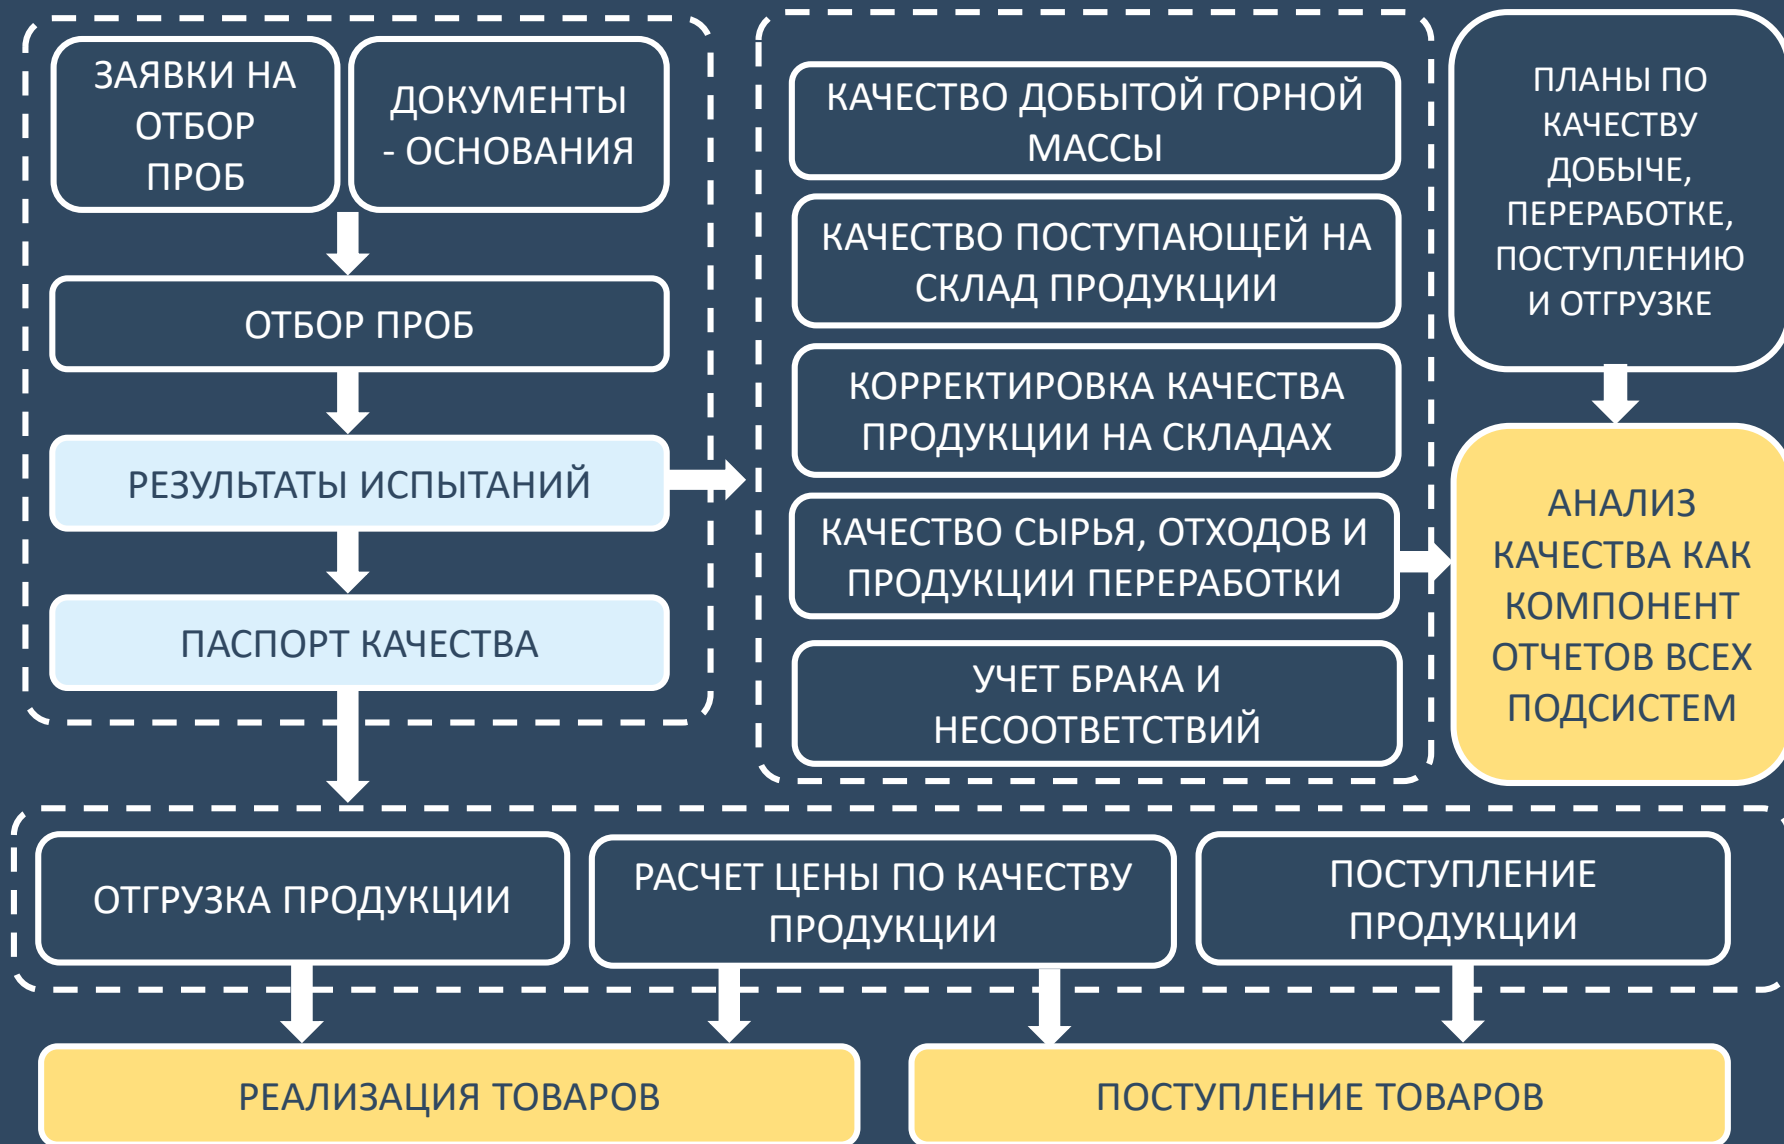 ЗАЯВКИ НА
ОТБОР
ПРОБ
ДОКУМЕНТЫ
- ОСНОВАНИЯ
ОТБОР ПРОБ
РЕЗУЛЬТАТЫ ИСПЫТАНИЙ
ПАСПОРТ КАЧЕСТВА
КАЧЕСТВО ДОБЫТОЙ ГОРНОЙ
МАССЫ
КАЧЕСТВО ПОСТУПАЮЩЕЙ НА
СКЛАД ПРОДУКЦИИ
КОРРЕКТИРОВКА КАЧЕСТВА
ПРОДУКЦИИ НА СКЛАДАХ
КАЧЕСТВО СЫРЬЯ, ОТХОДОВ И
ПРОДУКЦИИ ПЕРЕРАБОТКИ
УЧЕТ БРАКА И
НЕСООТВЕТСТВИЙ
ПЛАНЫ ПО
КАЧЕСТВУ
ДОБЫЧЕ,
ПЕРЕРАБОТКЕ,
ПОСТУПЛЕНИЮ
И ОТГРУЗКЕ
АНАЛИЗ
КАЧЕСТВА КАК
КОМПОНЕНТ
ОТЧЕТОВ ВСЕХ
ПОДСИСТЕМ
ОТГРУЗКА ПРОДУКЦИИ
РАСЧЕТ ЦЕНЫ ПО КАЧЕСТВУ
ПРОДУКЦИИ
ПОСТУПЛЕНИЕ
ПРОДУКЦИИ
РЕАЛИЗАЦИЯ ТОВАРОВ
ПОСТУПЛЕНИЕ ТОВАРОВ